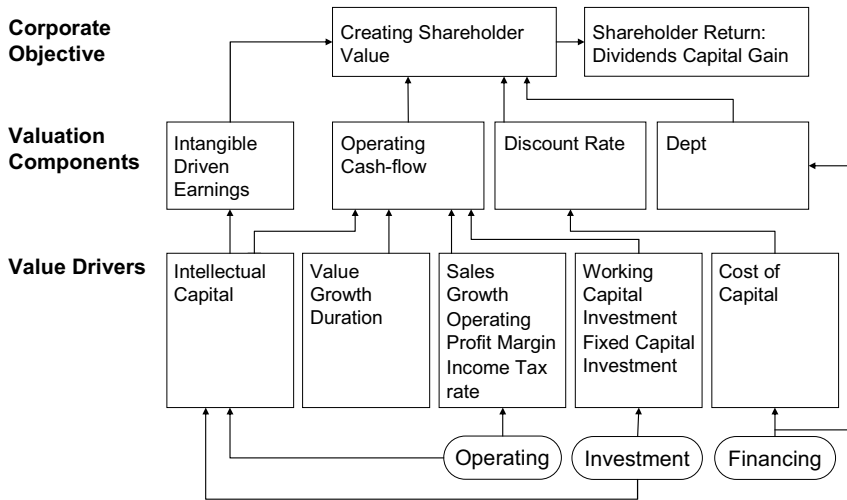 Corporate
Objective
Creating Shareholder
Value
Shareholder Return:
Dividends Capital Gain
Valuation
Components
Intangible
Driven
Earnings
Operating
Cash-flow
Discount Rate
Dept
Value Drivers
Intellectual
Capital
Value
Growth
Duration
Sales
Growth
Operating
Profit Margin
Income Tax
rate
Working
Capital
Investment
Fixed Capital
Investment
Cost of
Capital
Operating
Investment
Financing